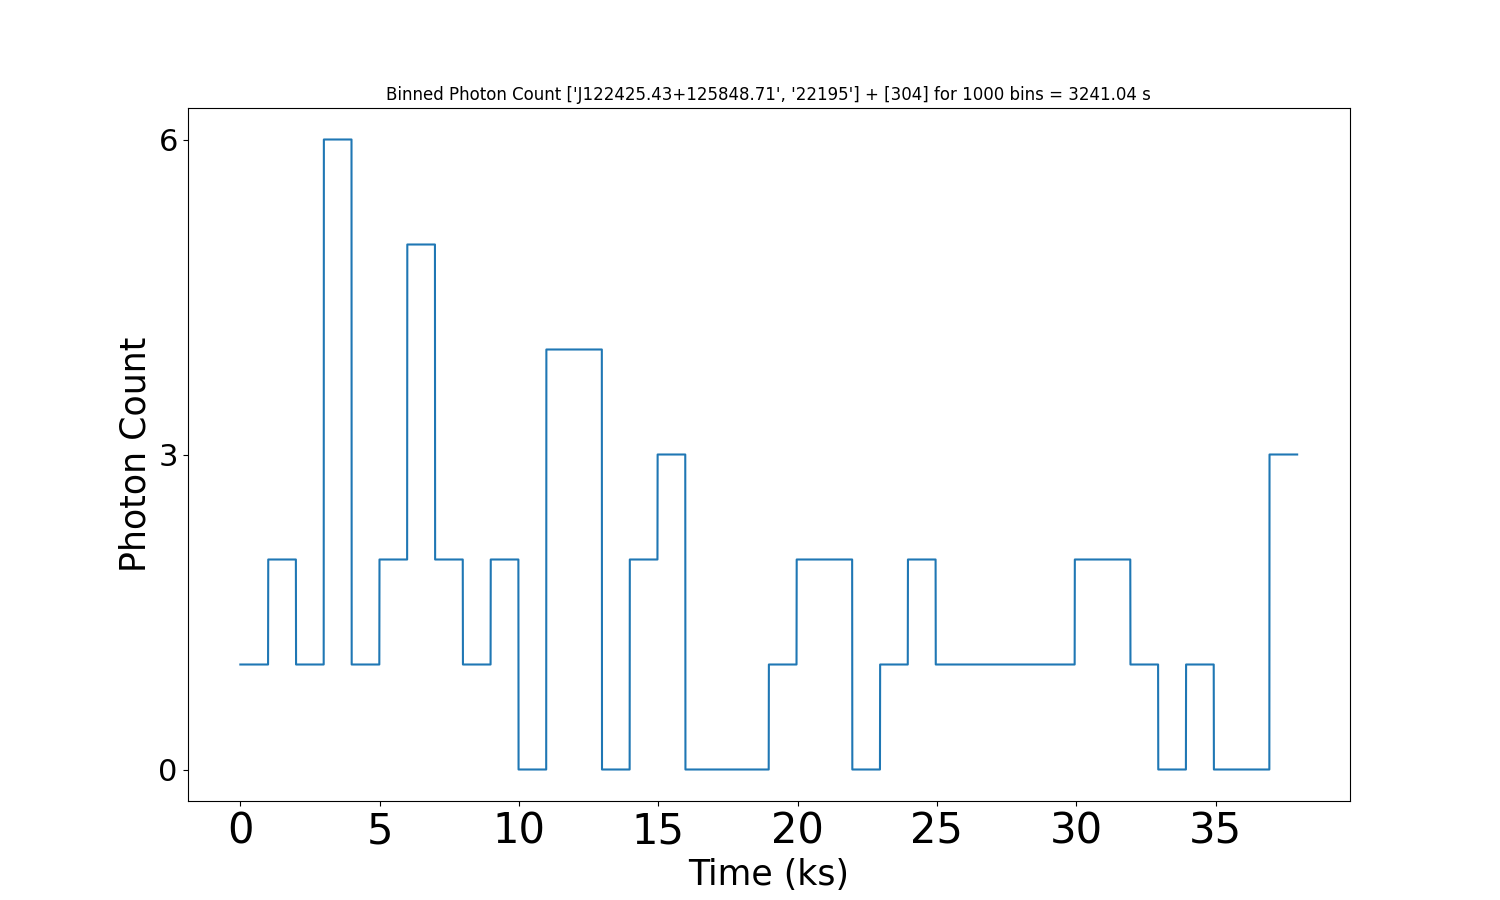 Binned Photon Count ['J122425.43+125848.71', '22195'] + [304] for 1000 bins = 3241.04 s
6
3
0
Photon Count
0 5 10 15 20 25 30 35
Time (ks)